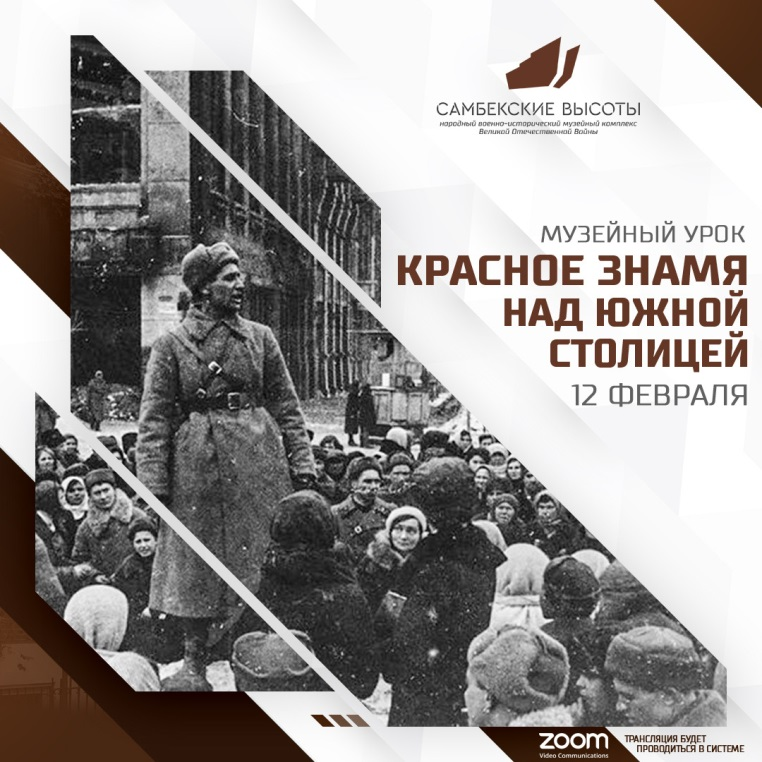 САМБЕКСКИЕ ВЫСОТЫ
народный военно-исторический музейный комплекс
Великой Отечественной Войны
МУЗЕЙНЫЙ УРОК
КРАСНОЕ ЗНАМЯ
НАД ЮЖНОЙ
СТОЛИЦЕЙ
12 ФЕВРАЛЯ
zoom
Video Communications
ТРАНСЛЯЦИЯ БУДЕТ
ПРОВОДИТЬСЯ В СИСТЕМЕ